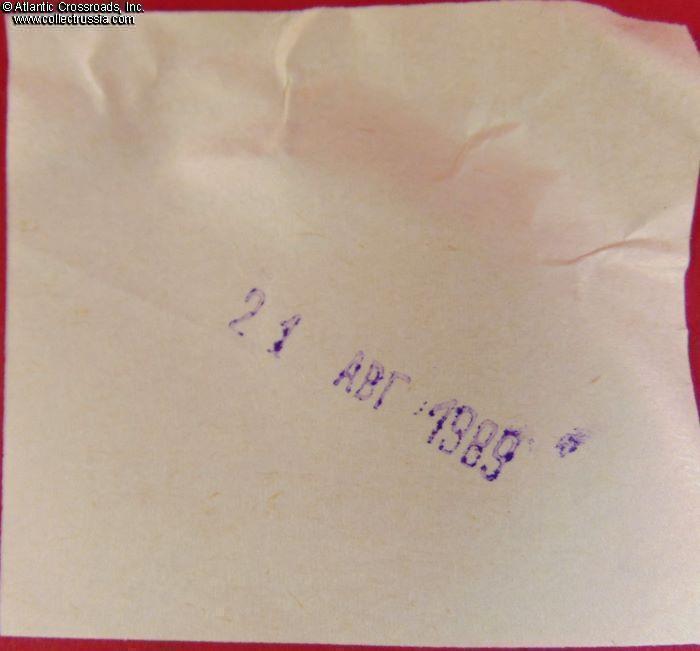 © Atlantic Crossroads, Inc.
www.collectrussia.com
21 АВГ 1989